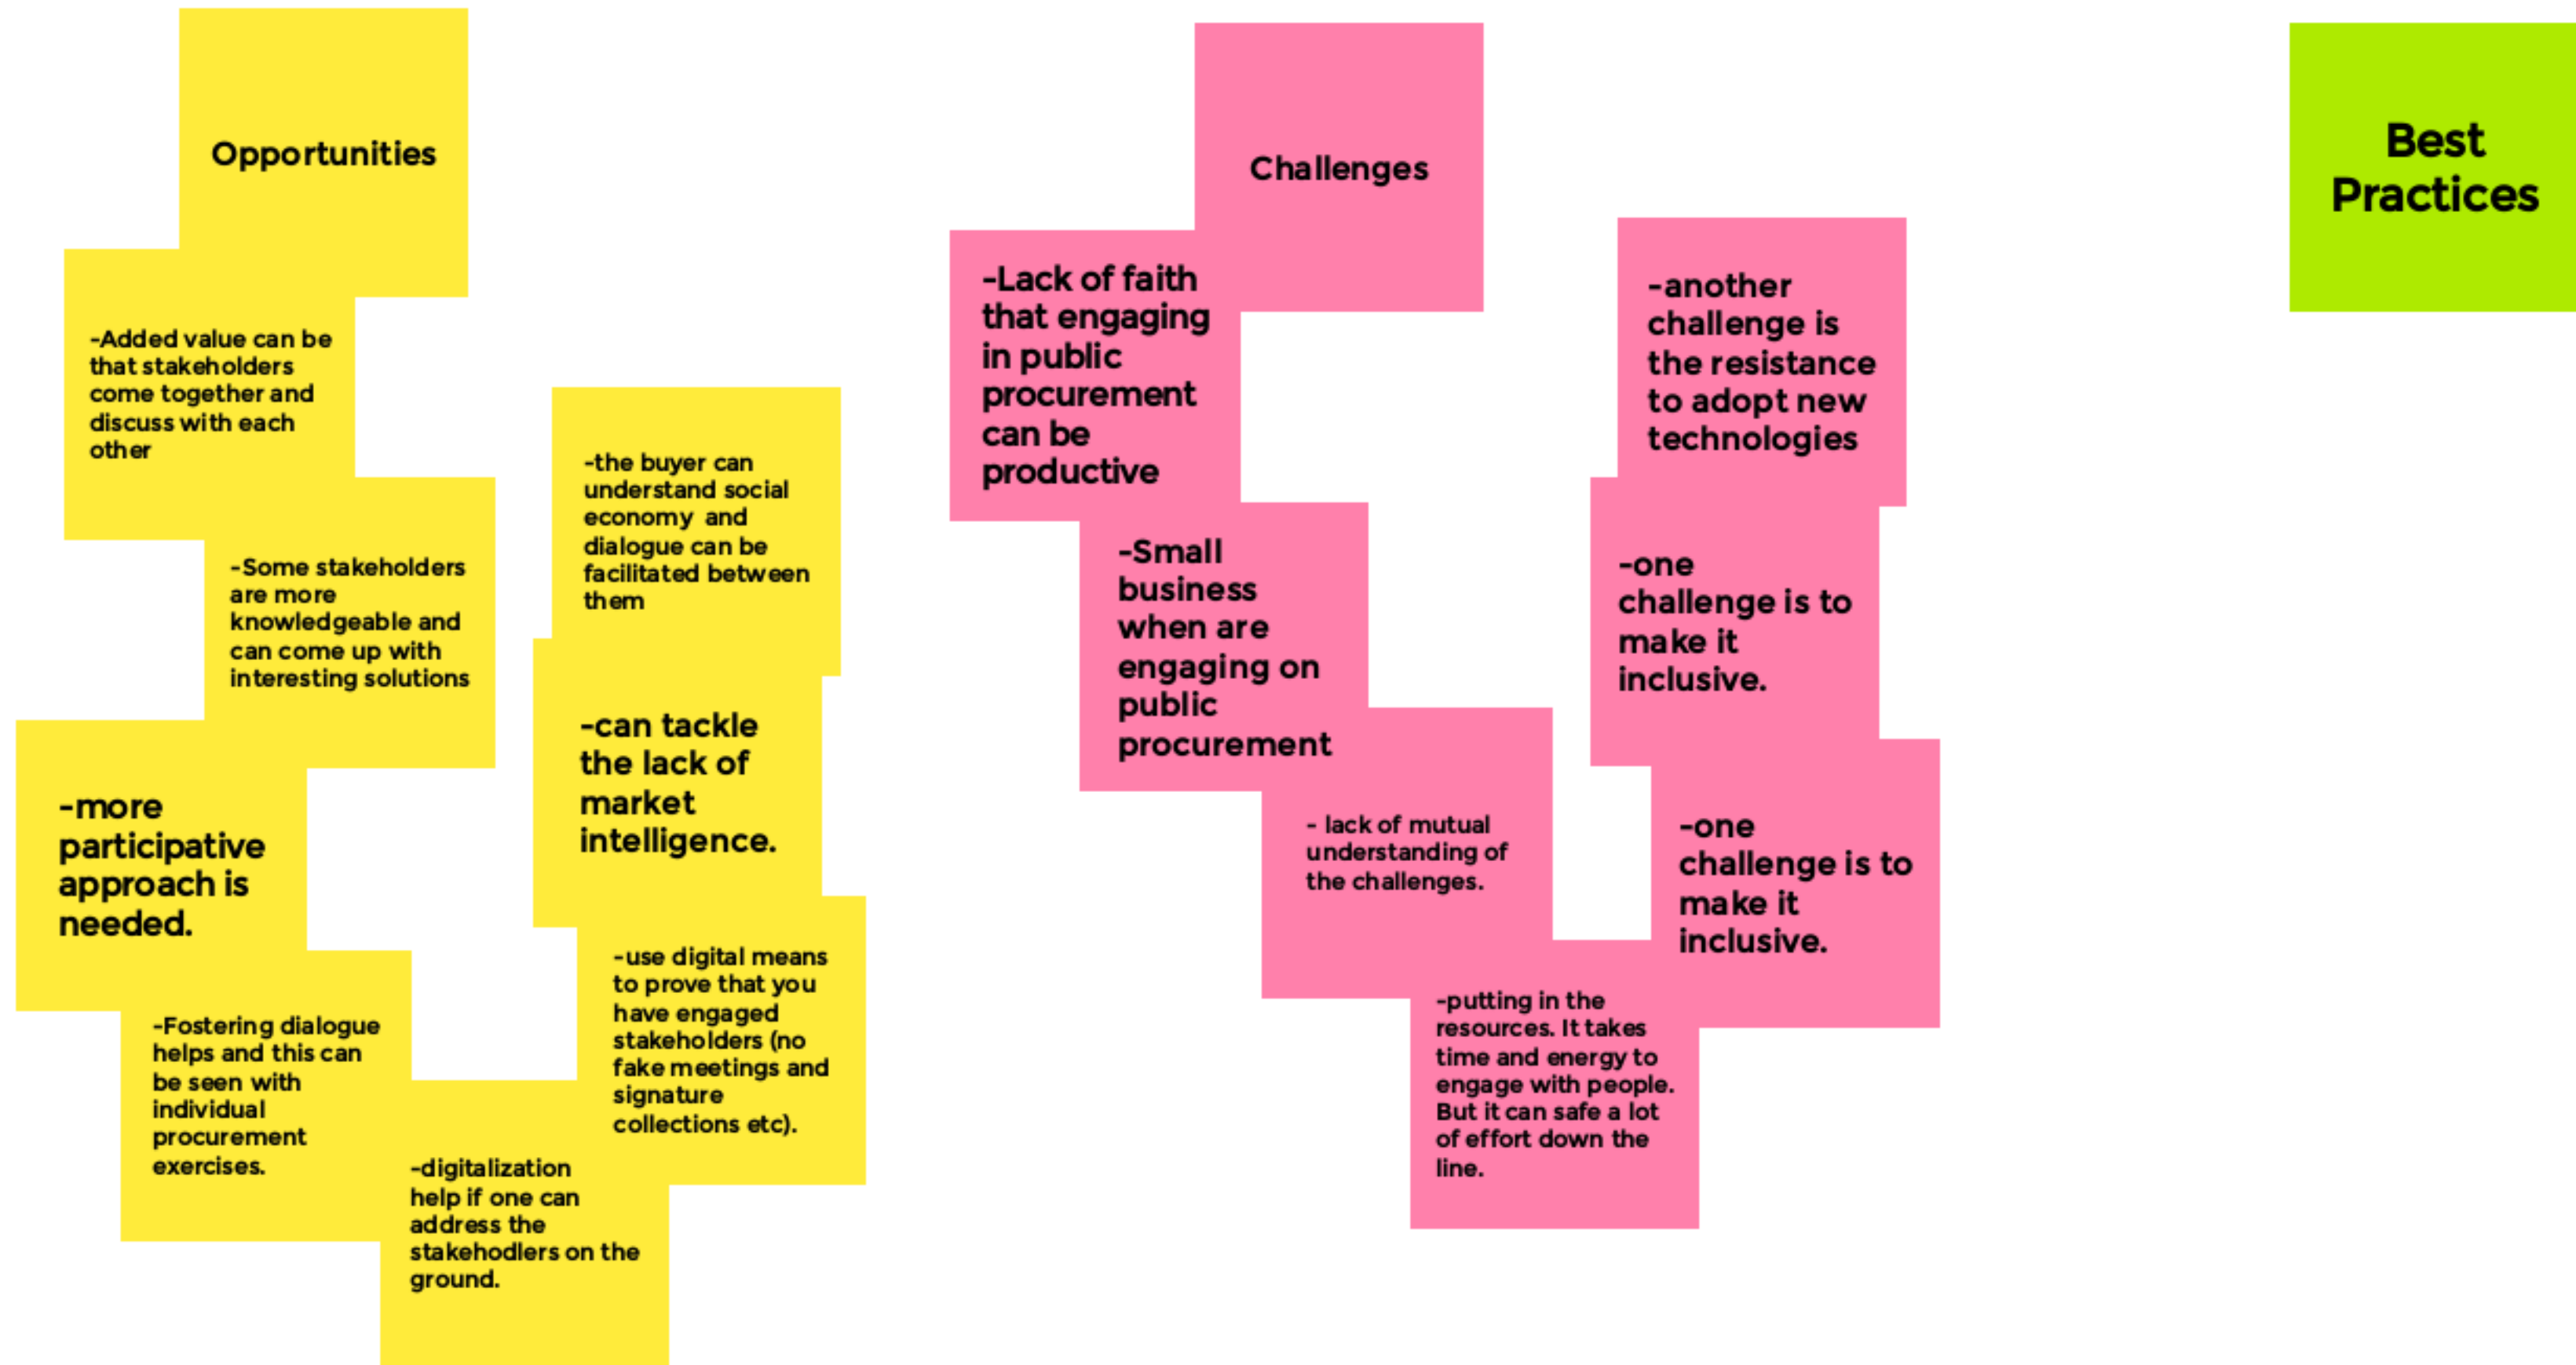 Opportunities
-Added value can be
that stakeholders
come together and
discuss with each
other
-Some stakeholders
are more
knowledgeable and
can come up with
interesting solutions
-more
participative
approach is
needed.
-Fostering dialogue
helps and this can
be seen with
individual
procurement
exercises.
-digitalization
help if one can
address the
stakehodlers on the
ground.
-the buyer can
understand social
economy and
dialogue can be
facilitated between
them
-can tackle
the lack of
market
intelligence.
-use digital means
to prove that you
have engaged
stakeholders (no
fake meetings and
signature
collections etc).
Challenges
-Lack of faith
that engaging
in public
procurement
can be
productive
-Small
business
when are
engaging on
public
procurement
- lack of mutual
understanding of
the challenges.
-putting in the
resources. It takes
time and energy to
engage with people.
But it can safe a lot
of effort down the
line.
-another
challenge is
the resistance
to adopt new
technologies
-one
challenge is to
make it
inclusive.
-one
challenge is to
make it
inclusive.
Best
Practices